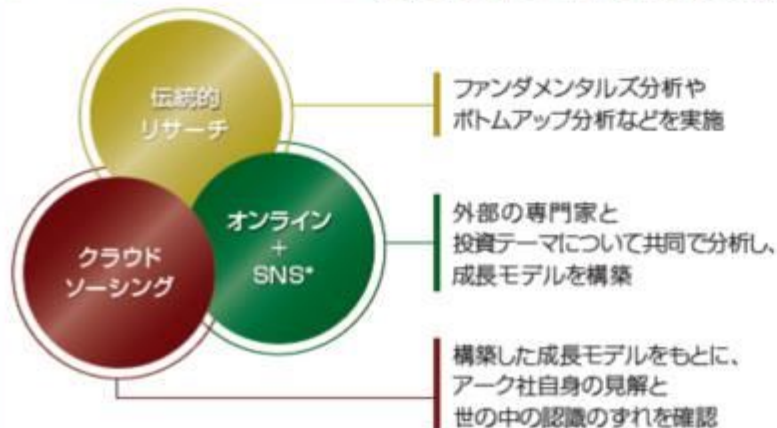 伝統的
リサーチ
ファンダメンタルズ分析や
ボトムアップ分析などを実施
オンライン
+
SNS*
外部の専門家と
投資テーマについて共同で分析し、
成長モデルを構築
クラウド
ソーシング
構築した成長モデルをもとに、
アーク社自身の見解と
世の中の認識のずれを確認